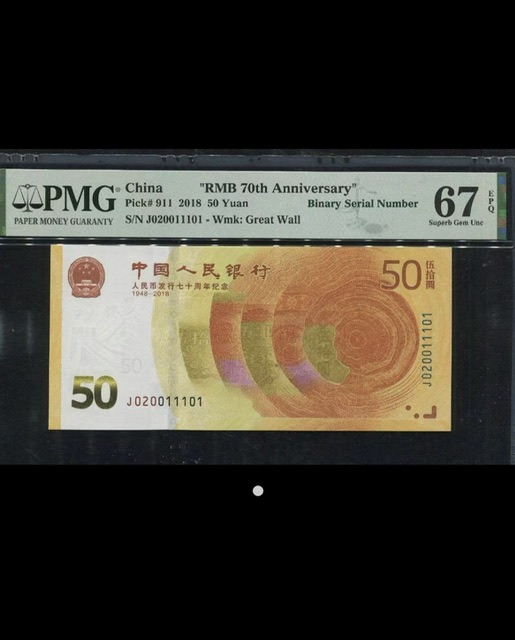 PMG
PAPER MONEY GUARANTY
China "RMB 70th Anniversary"
Pick# 911 2018 50 Yuan Binary Serial Number
S/N J020011101 - Wmk: Great Wall
67 EPQ
Superb Gem Unc
中国人民银行
人民币发行七十周年纪念
1948-2018
50 伍拾圆
50
50 J020011101
J020011101